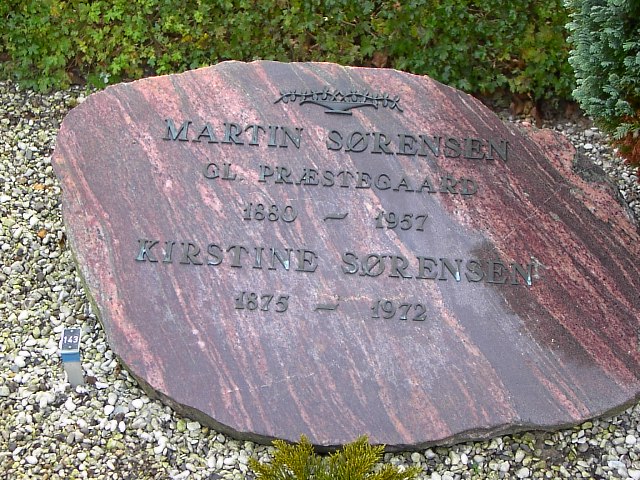 MARTIN SØRENSEN
GL. PRÆSTEGAARD
1880 – 1957
KIRSTINE SØRENSEN
1875 – 1972
143